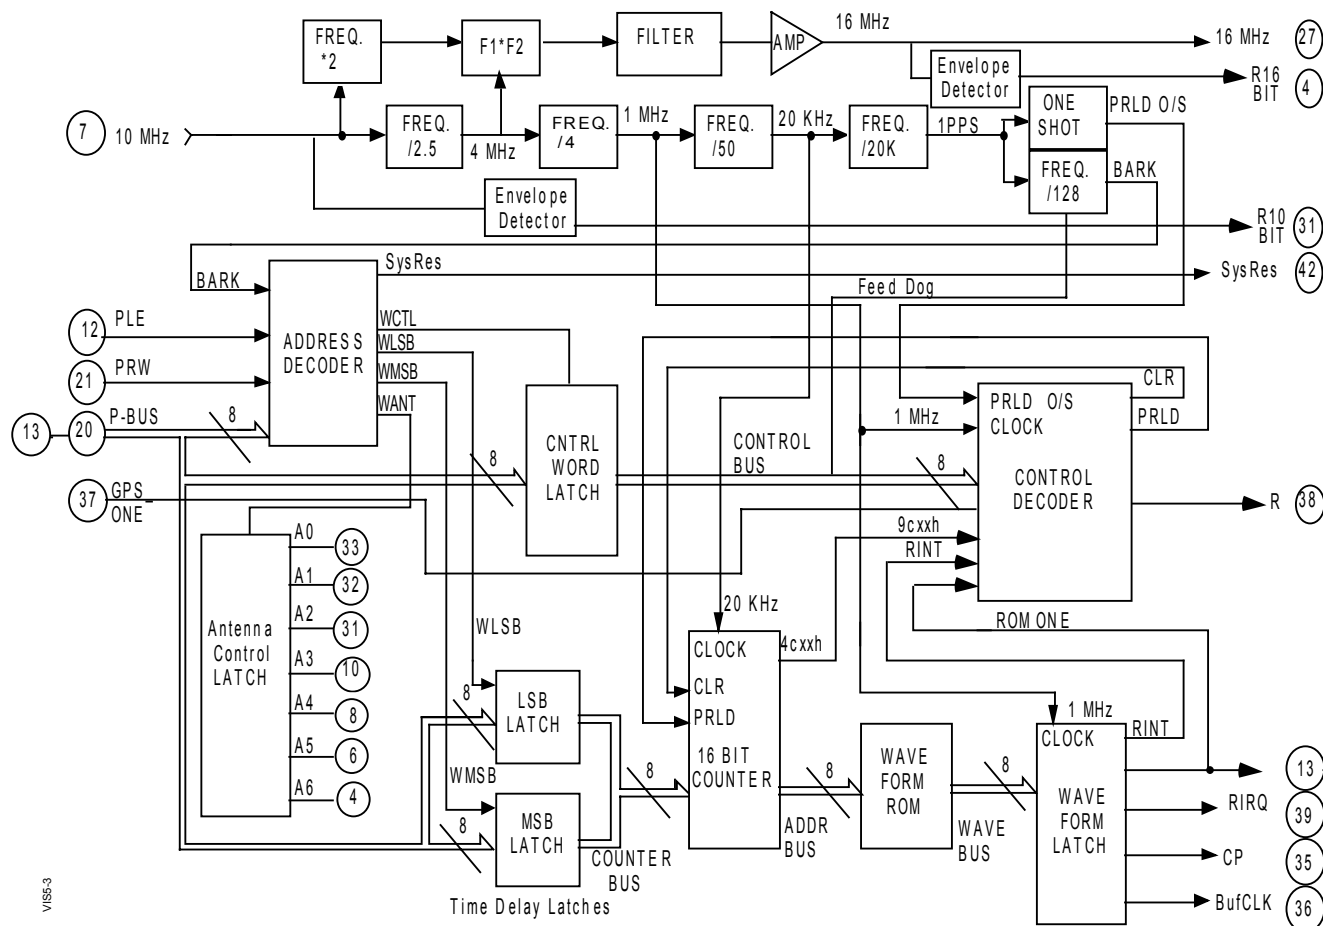 FREQ.
*2
F1*F2
FILTER
AMP
16 MHz
16 MHz
27
Envelope
Detector
R16
BIT
4
7
10 MHz
FREQ.
/2.5
4 MHz
FREQ.
/4
1 MHz
FREQ.
/50
20 KHz
FREQ.
/20K
1PPS
ONE
SHOT
PRLD O/S
FREQ.
/128
BARK
Envelope
Detector
R10
BIT
31
BARK
SysRes
SysRes
42
Feed Dog
12
PLE
21
PRW
13
20
P-BUS
8
ADDRESS
DECODER
WCTL
WLSB
WMSB
WANT
37
GPS_
ONE
8
CNTRL
WORD
LATCH
CONTROL
BUS
1 MHz
8
PRLD O/S
CLOCK
CONTROL
DECODER
CLR
PRLD
R
38
9cxxh
RINT
ROM ONE
Antenna
Control
LATCH
A0
33
A1
32
A2
31
A3
10
A4
8
A5
6
A6
4
WLSB
WMSB
8
LSB
LATCH
8
MSB
LATCH
COUNTER
BUS
Time Delay Latches
8
20 KHz
CLOCK
CLR
PRLD
16 BIT
COUNTER
4cxxh
8
ADDR
BUS
WAVE
FORM
ROM
8
WAVE
BUS
1 MHz
CLOCK
WAVE
FORM
LATCH
RINT
13
RIRQ
39
CP
35
BufCLK
36
VIS5-3